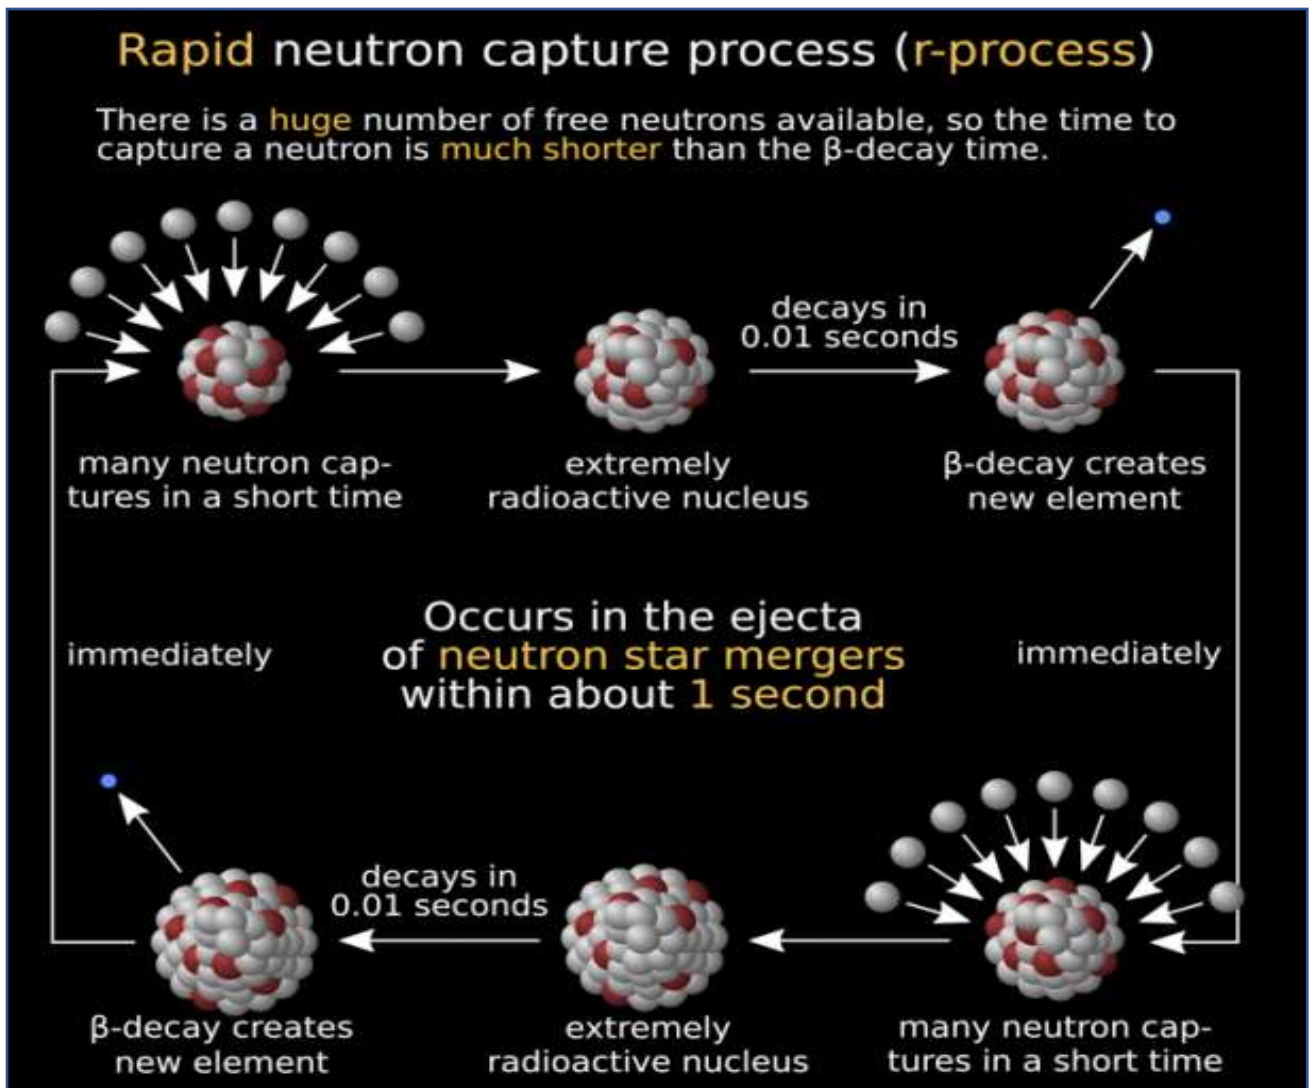 Rapid neutron capture process (r-process)
There is a huge number of free neutrons available, so the time to
capture a neutron is much shorter than the β-decay time.
decays in
0.01 seconds
many neutron cap-
tures in a short time
extremely
radioactive nucleus
β-decay creates
new element
immediately
Occurs in the ejecta
of neutron star mergers
within about 1 second
immediately
decays in
0.01 seconds
β-decay creates
new element
extremely
radioactive nucleus
many neutron cap-
tures in a short time